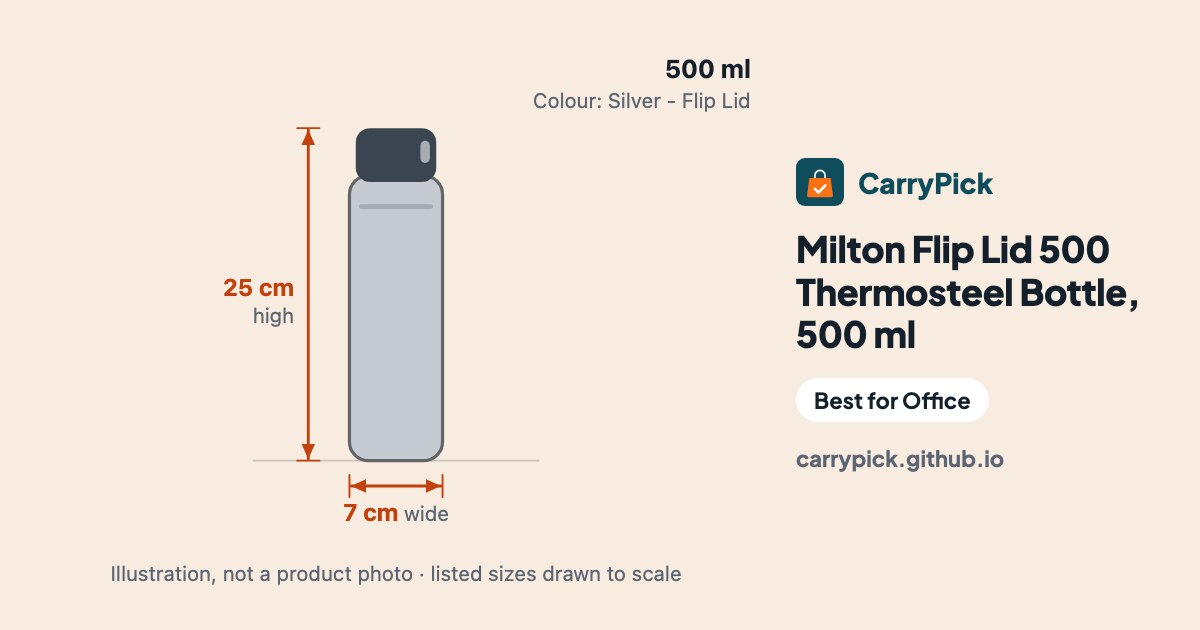 500 ml
Colour: Silver - Flip Lid
25 cm
high
7 cm wide
Illustration, not a product photo · listed sizes drawn to scale
CarryPick
Milton Flip Lid 500
Thermosteel Bottle,
500 ml
Best for Office
carrypick.github.io